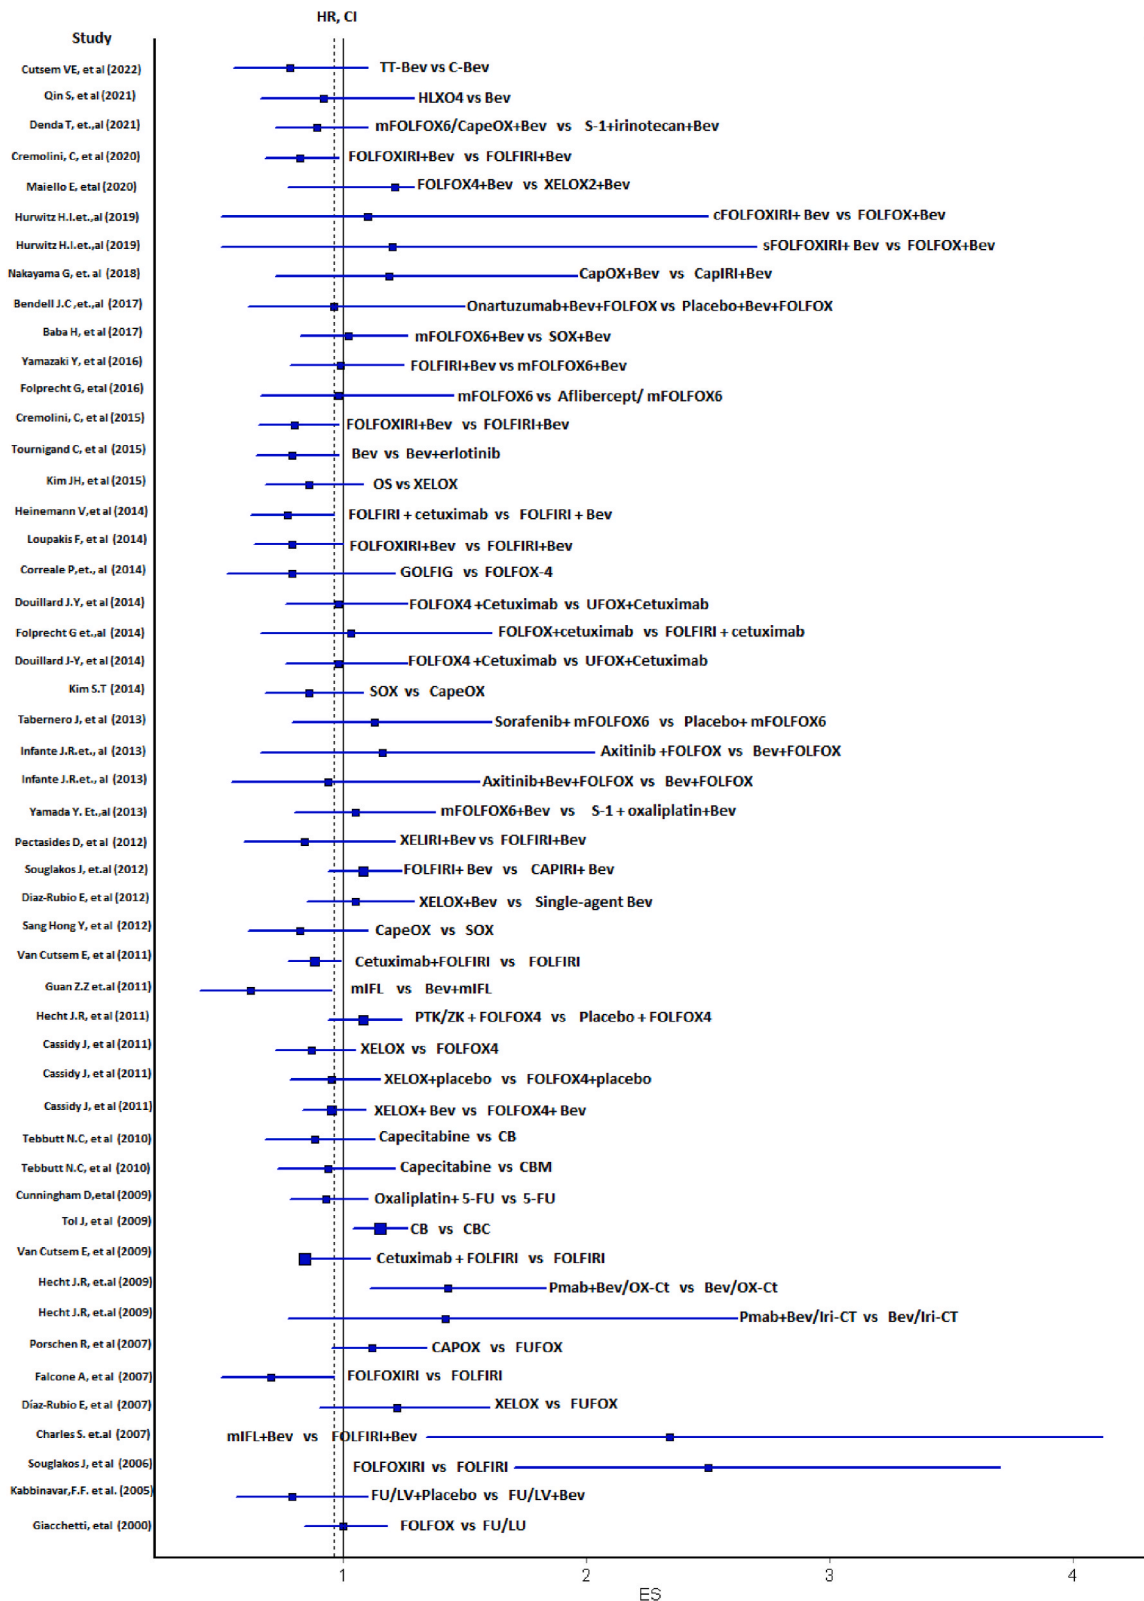 HR, CI
Study
Cutsem VE, et al (2022) TT-Bev vs C-Bev
Qin S, et al (2021) HLXO4 vs Bev
Denda T, et.,al (2021) mFOLFOX6/CapeOX+Bev vs S-1+irinotecan+Bev
Cremolini, C, et al (2020) FOLFOXIRI+Bev vs FOLFIRI+Bev
Maiello E, etal (2020) FOLFOX4+Bev vs XELOX2+Bev
Hurwitz H.I.et.,al (2019) cFOLFOXIRI+ Bev vs FOLFOX+Bev
Hurwitz H.I.et.,al (2019) sFOLFOXIRI+ Bev vs FOLFOX+Bev
Nakayama G, et. al (2018) CapOX+Bev vs CapIRI+Bev
Bendell J.C ,et.,al (2017) Onartuzumab+Bev+FOLFOX vs Placebo+Bev+FOLFOX
Baba H, et al (2017) mFOLFOX6+Bev vs SOX+Bev
Yamazaki Y, et al (2016) FOLFIRI+Bev vs mFOLFOX6+Bev
Folprecht G, etal (2016) mFOLFOX6 vs Aflibercept/ mFOLFOX6
Cremolini, C, et al (2015) FOLFOXIRI+Bev vs FOLFIRI+Bev
Tournigand C, et al (2015) Bev vs Bev+erlotinib
Kim JH, et al (2015) OS vs XELOX
Heinemann V,et al (2014) FOLFIRI + cetuximab vs FOLFIRI + Bev
Loupakis F, et al (2014) FOLFOXIRI+Bev vs FOLFIRI+Bev
Correale P,et., al (2014) GOLFIG vs FOLFOX-4
Douillard J.Y, et al (2014) FOLFOX4 +Cetuximab vs UFOX+Cetuximab
Folprecht G et.,al (2014) FOLFOX+cetuximab vs FOLFIRI + cetuximab
Douillard J-Y, et al (2014) FOLFOX4 +Cetuximab vs UFOX+Cetuximab
Kim S.T (2014) SOX vs CapeOX
Tabernero J, et al (2013) Sorafenib+ mFOLFOX6 vs Placebo+ mFOLFOX6
Infante J.R.et., al (2013) Axitinib +FOLFOX vs Bev+FOLFOX
Infante J.R.et., al (2013) Axitinib+Bev+FOLFOX vs Bev+FOLFOX
Yamada Y. Et.,al (2013) mFOLFOX6+Bev vs S-1 + oxaliplatin+Bev
Pectasides D, et al (2012) XELIRI+Bev vs FOLFIRI+Bev
Souglakos J, et.al (2012) FOLFIRI+ Bev vs CAPIRI+ Bev
Diaz-Rubio E, et al (2012) XELOX+Bev vs Single-agent Bev
Sang Hong Y, et al (2012) CapeOX vs SOX
Van Cutsem E, et al (2011) Cetuximab+FOLFIRI vs FOLFIRI
Guan Z.Z et.al (2011) mIFL vs Bev+mIFL
Hecht J.R, et al (2011) PTK/ZK + FOLFOX4 vs Placebo + FOLFOX4
Cassidy J, et al (2011) XELOX vs FOLFOX4
Cassidy J, et al (2011) XELOX+placebo vs FOLFOX4+placebo
Cassidy J, et al (2011) XELOX+ Bev vs FOLFOX4+ Bev
Tebbutt N.C, et al (2010) Capecitabine vs CB
Tebbutt N.C, et al (2010) Capecitabine vs CBM
Cunningham D,etal (2009) Oxaliplatin+ 5-FU vs 5-FU
Tol J, et al (2009) CB vs CBC
Van Cutsem E, et al (2009) Cetuximab + FOLFIRI vs FOLFIRI
Hecht J.R, et.al (2009) Pmab+Bev/OX-Ct vs Bev/OX-Ct
Hecht J.R, et.al (2009) Pmab+Bev/Iri-CT vs Bev/Iri-CT
Porschen R, et al (2007) CAPOX vs FUFOX
Falcone A, et al (2007) FOLFOXIRI vs FOLFIRI
Díaz-Rubio E, et al (2007) XELOX vs FUFOX
Charles S. et.al (2007) mIFL+Bev vs FOLFIRI+Bev
Souglakos J, et al (2006) FOLFOXIRI vs FOLFIRI
Kabbinavar,F.F. et al. (2005) FU/LV+Placebo vs FU/LV+Bev
Giacchetti, etal (2000) FOLFOX vs FU/LU
1 2 3 4
ES